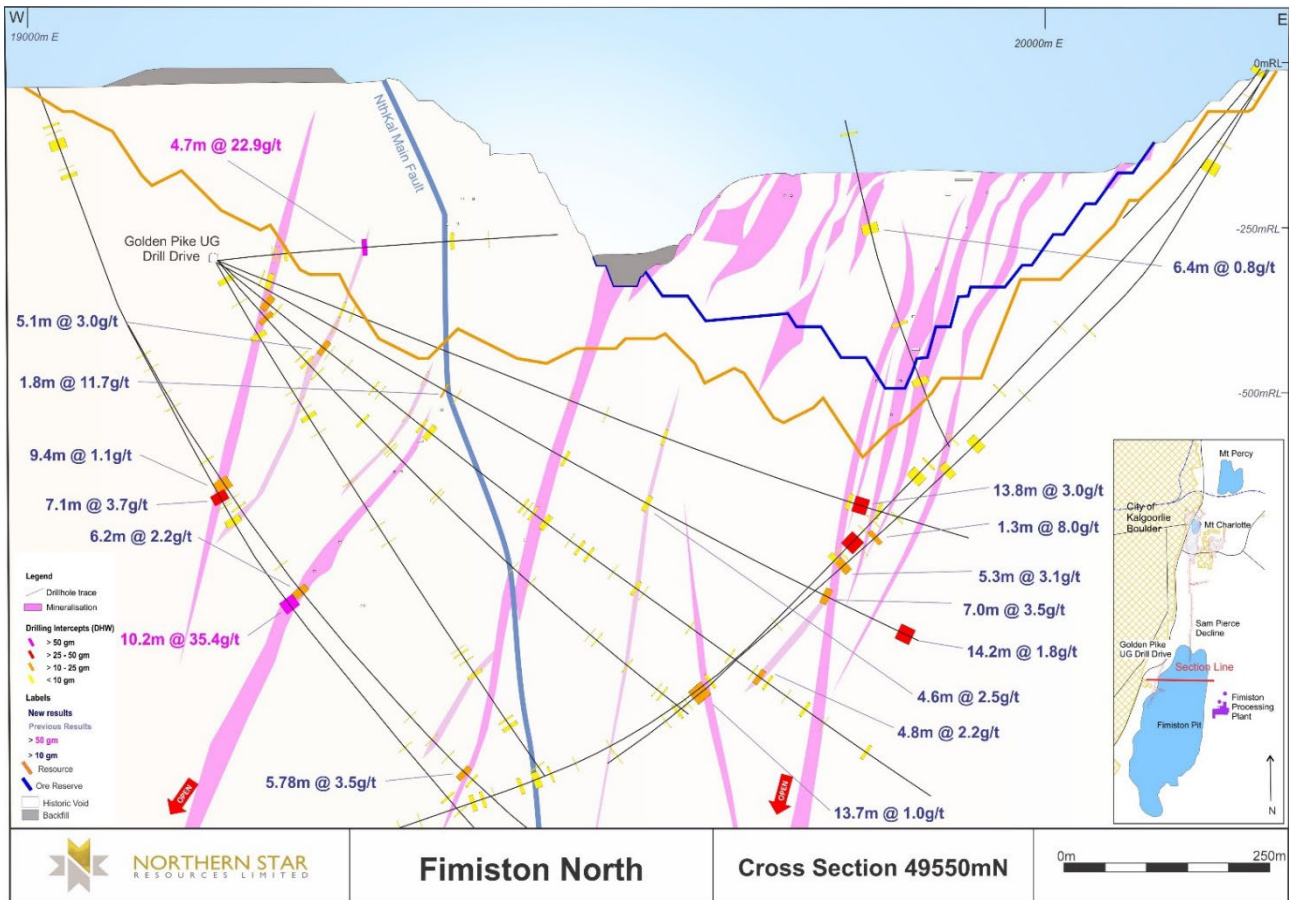 W
E
19000m E
20000m E
0mRL
4.7m @ 22.9g/t
NthKal Main Fault
Golden Pike UG
Drill Drive
-250mRL
6.4m @ 0.8g/t
5.1m @ 3.0g/t
1.8m @ 11.7g/t
-500mRL
9.4m @ 1.1g/t
7.1m @ 3.7g/t
6.2m @ 2.2g/t
10.2m @ 35.4g/t
5.78m @ 3.5g/t
13.8m @ 3.0g/t
1.3m @ 8.0g/t
5.3m @ 3.1g/t
7.0m @ 3.5g/t
14.2m @ 1.8g/t
4.6m @ 2.5g/t
4.8m @ 2.2g/t
13.7m @ 1.0g/t
OPEN
OPEN
Legend
Drillhole trace
Mineralisation
Drilling Intercepts (DHW)
> 50 gm
> 25 - 50 gm
> 10 - 25 gm
< 10 gm
Labels
New results
Previous Results
> 50 gm
> 10 gm
Resource
Ore Reserve
Historic Void
Backfill
Mt Percy
City of
Kalgoorlie
Boulder
Mt Charlotte
Sam Pierce
Decline
Golden Pike
UG Drill Drive
Section Line
Fimiston
Processing
Plant
Fimiston Pit
N
NORTHERN STAR
RESOURCES LIMITED
Fimiston North
Cross Section 49550mN
0m
250m